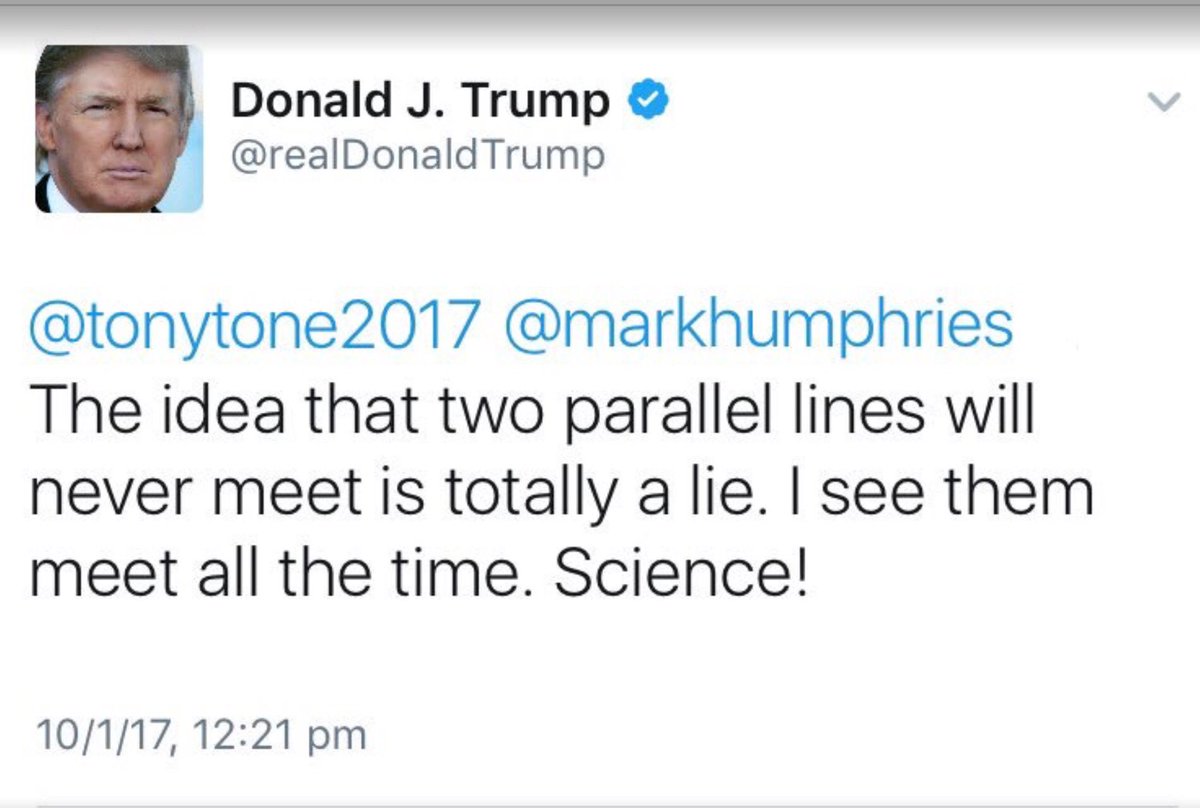 Donald J. Trump
@realDonaldTrump
@tonytone2017 @markhumphries
The idea that two parallel lines will
never meet is totally a lie. I see them
meet all the time. Science!
10/1/17, 12:21 pm